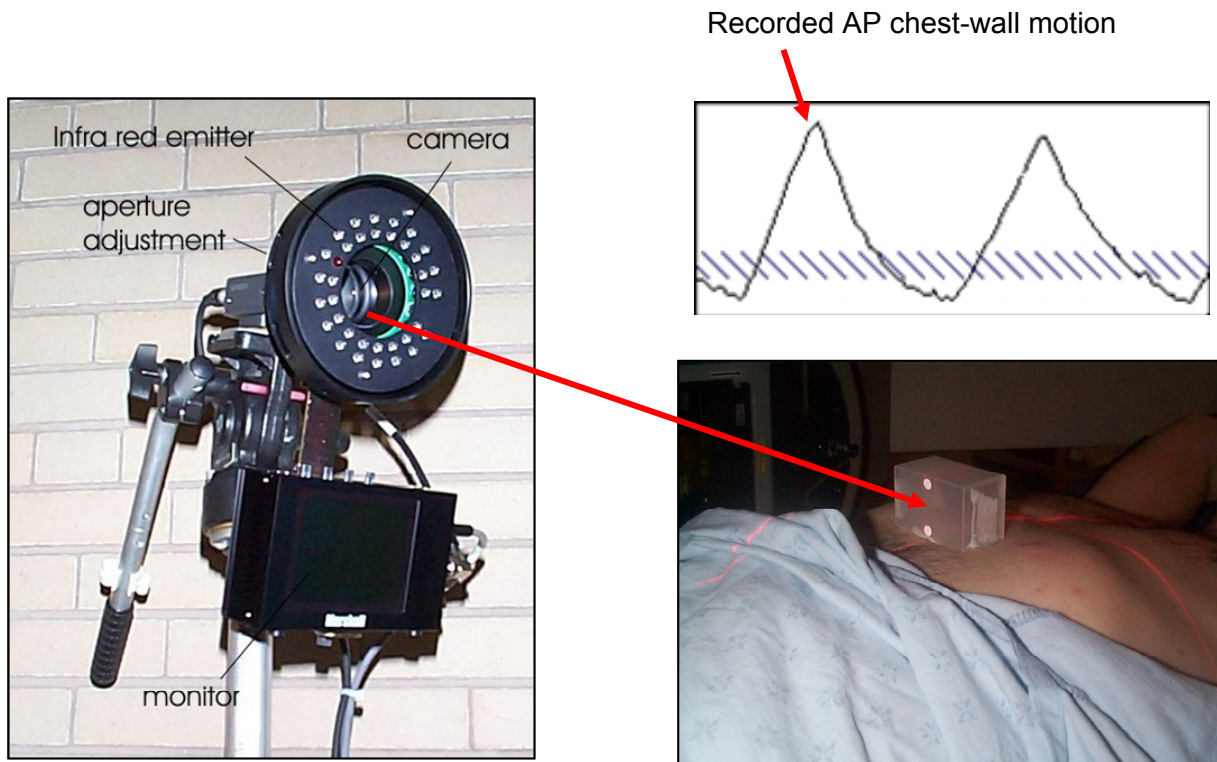 Recorded AP chest-wall motion
Infra red emitter
camera
aperture
adjustment
monitor